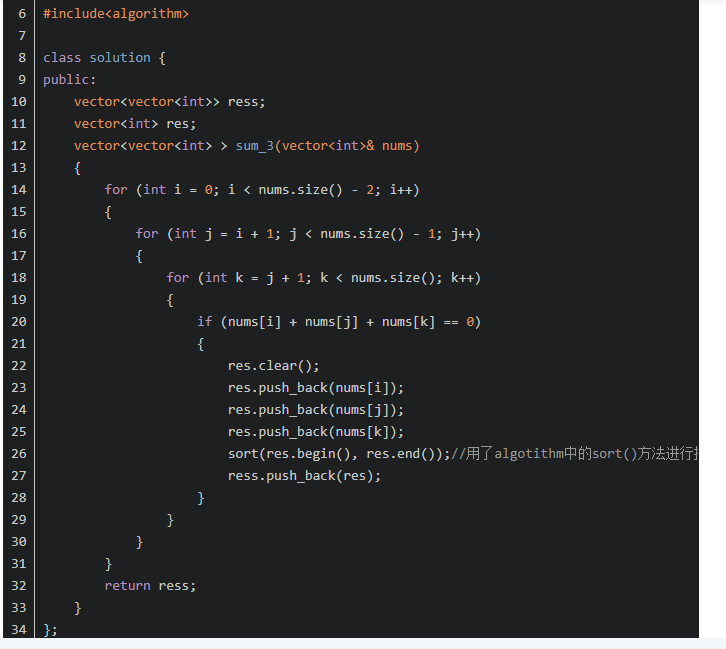 6 #include<algorithm>
7
8 class solution {
9 public:
10     vector<vector<int>> ress;
11     vector<int> res;
12     vector<vector<int> > sum_3(vector<int>& nums)
13     {
14         for (int i = 0; i < nums.size() - 2; i++)
15         {
16             for (int j = i + 1; j < nums.size() - 1; j++)
17             {
18                 for (int k = j + 1; k < nums.size(); k++)
19                 {
20                     if (nums[i] + nums[j] + nums[k] == 0)
21                     {
22                         res.clear();
23                         res.push_back(nums[i]);
24                         res.push_back(nums[j]);
25                         res.push_back(nums[k]);
26                         sort(res.begin(), res.end());//用了algotithm中的sort()方法进行
27                         ress.push_back(res);
28                     }
29                 }
30             }
31         }
32         return ress;
33     }
34 };